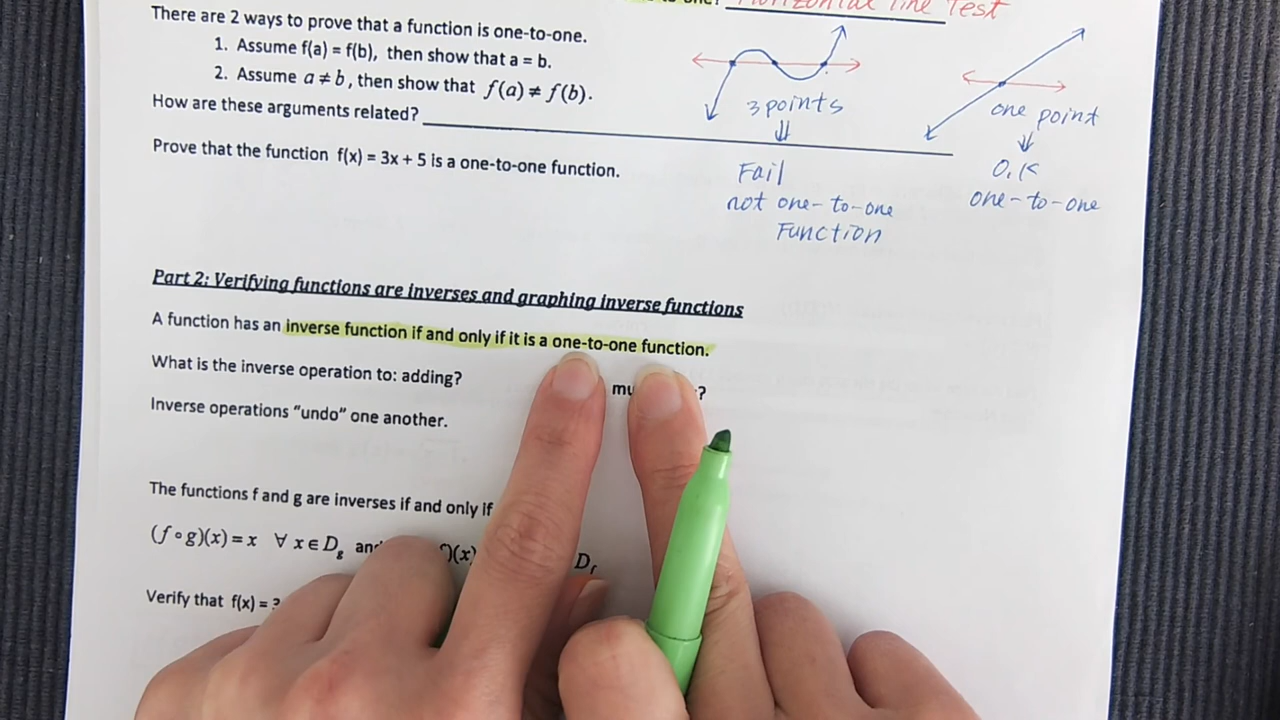 Horizontal Line Test
There are 2 ways to prove that a function is one-to-one.
1. Assume f(a) = f(b), then show that a = b.
2. Assume a ≠ b, then show that f(a) ≠ f(b).
How are these arguments related?
Prove that the function f(x) = 3x + 5 is a one-to-one function.
3 points
⇓
Fail
not one-to-one
Function
one point
⇓
O.K
one-to-one
Part 2: Verifying functions are inverses and graphing inverse functions
A function has an inverse function if and only if it is a one-to-one function.
What is the inverse operation to: adding? ?
Inverse operations "undo" one another.
The functions f and g are inverses if and only if
(f∘g)(x) = x ∀ x ∈ D_g )(x) D_f
Verify that f(x) =